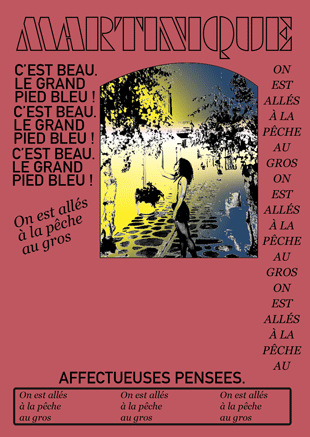 MARTINIQUE
C'EST BEAU.
LE GRAND
PIED BLEU !
C'EST BEAU.
LE GRAND
PIED BLEU !
C'EST BEAU.
LE GRAND
PIED BLEU !
On est allés
à la pêche
au gros
ON
EST
ALLÉS
À LA
PÊCHE
AU
GROS
ON
EST
ALLÉS
À LA
PÊCHE
AU
GROS
ON
EST
ALLÉS
À LA
PÊCHE
AU
AFFECTUEUSES PENSEES.
On est allés
à la pêche
au gros
On est allés
à la pêche
au gros
On est allés
à la pêche
au gros